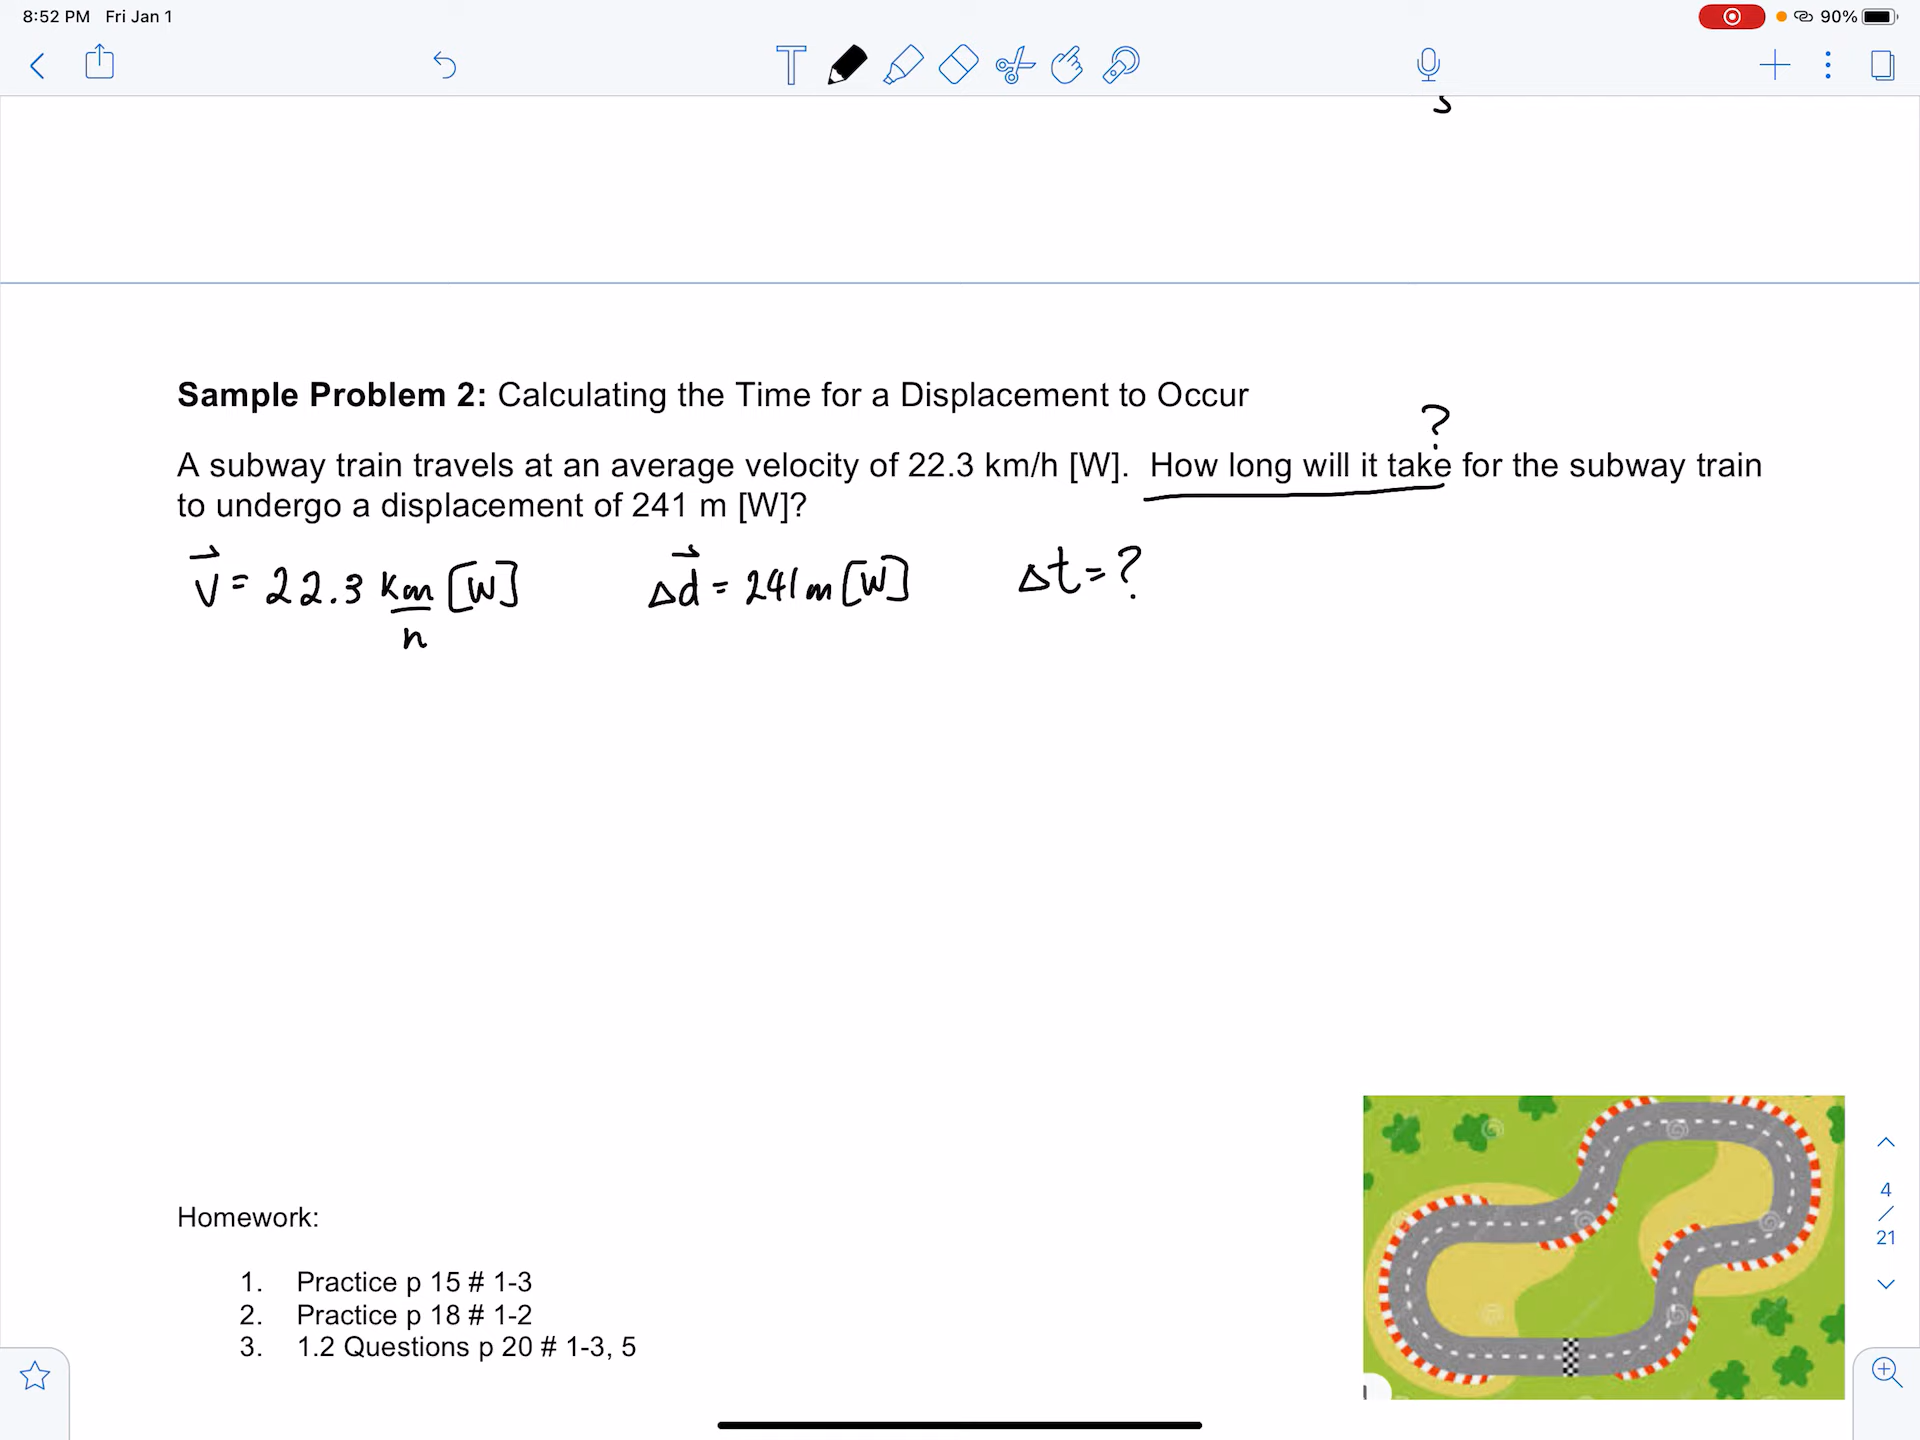 8:52 PM Fri Jan 1
90%
s
Sample Problem 2: Calculating the Time for a Displacement to Occur
?
A subway train travels at an average velocity of 22.3 km/h [W]. How long will it take for the subway train
to undergo a displacement of 241 m [W]?
v = 22.3 km/h [W] Δd = 241m [W] Δt = ?
Homework:
1. Practice p 15 # 1-3
2. Practice p 18 # 1-2
3. 1.2 Questions p 20 # 1-3, 5
4
/
21